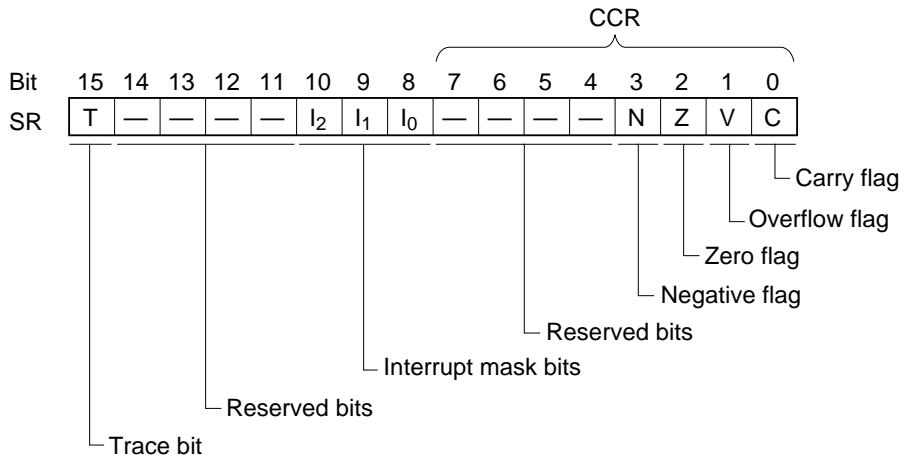 CCR
Bit 15 14 13 12 11 10 9 8 7 6 5 4 3 2 1 0
SR T — — — — I2 I1 I0 — — — — N Z V C
Carry flag
Overflow flag
Zero flag
Negative flag
Reserved bits
Interrupt mask bits
Reserved bits
Trace bit